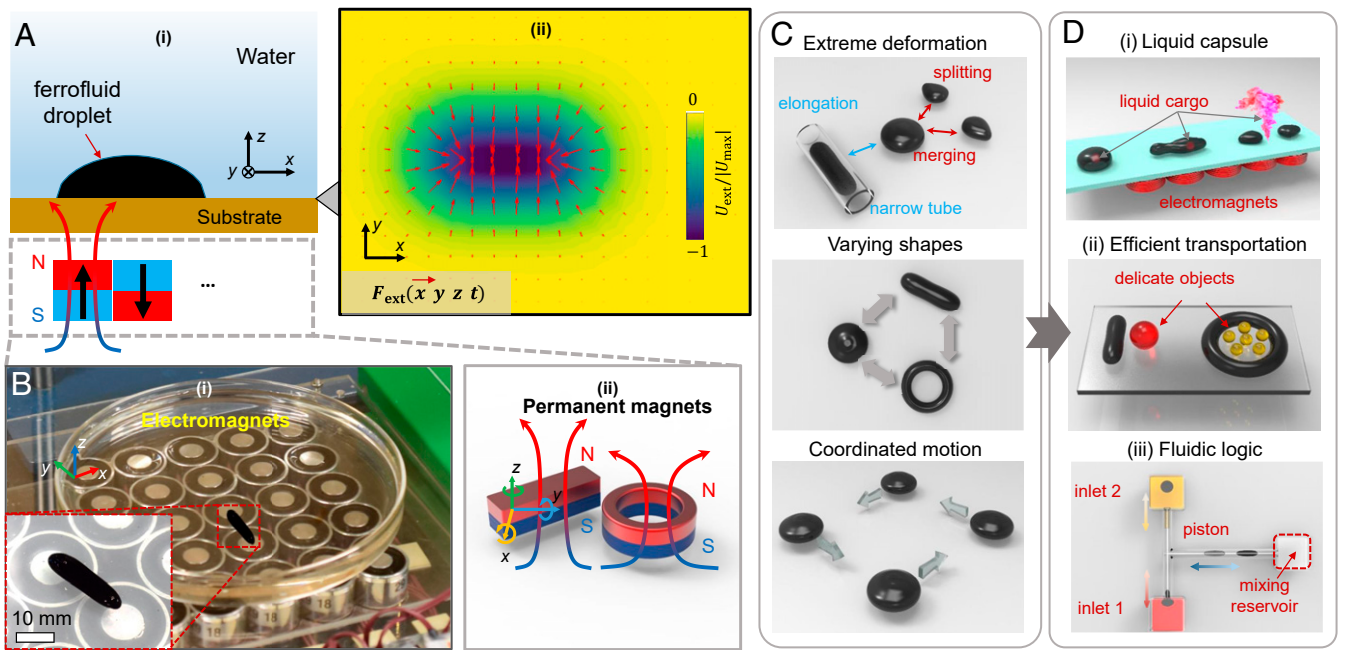 A
(i)
Water
ferrofluid
droplet
z
y
x
Substrate
N
S
...
(ii)
0
U_ext/|U_max|
−1
y
x
F_ext(x y z t)
B
(i)
Electromagnets
z
y
x
10 mm
18
18
(ii)
Permanent magnets
z
y
x
N
S
N
S
C
Extreme deformation
splitting
elongation
merging
narrow tube
Varying shapes
Coordinated motion
D
(i) Liquid capsule
liquid cargo
electromagnets
(ii) Efficient transportation
delicate objects
(iii) Fluidic logic
inlet 2
piston
inlet 1
mixing
reservoir